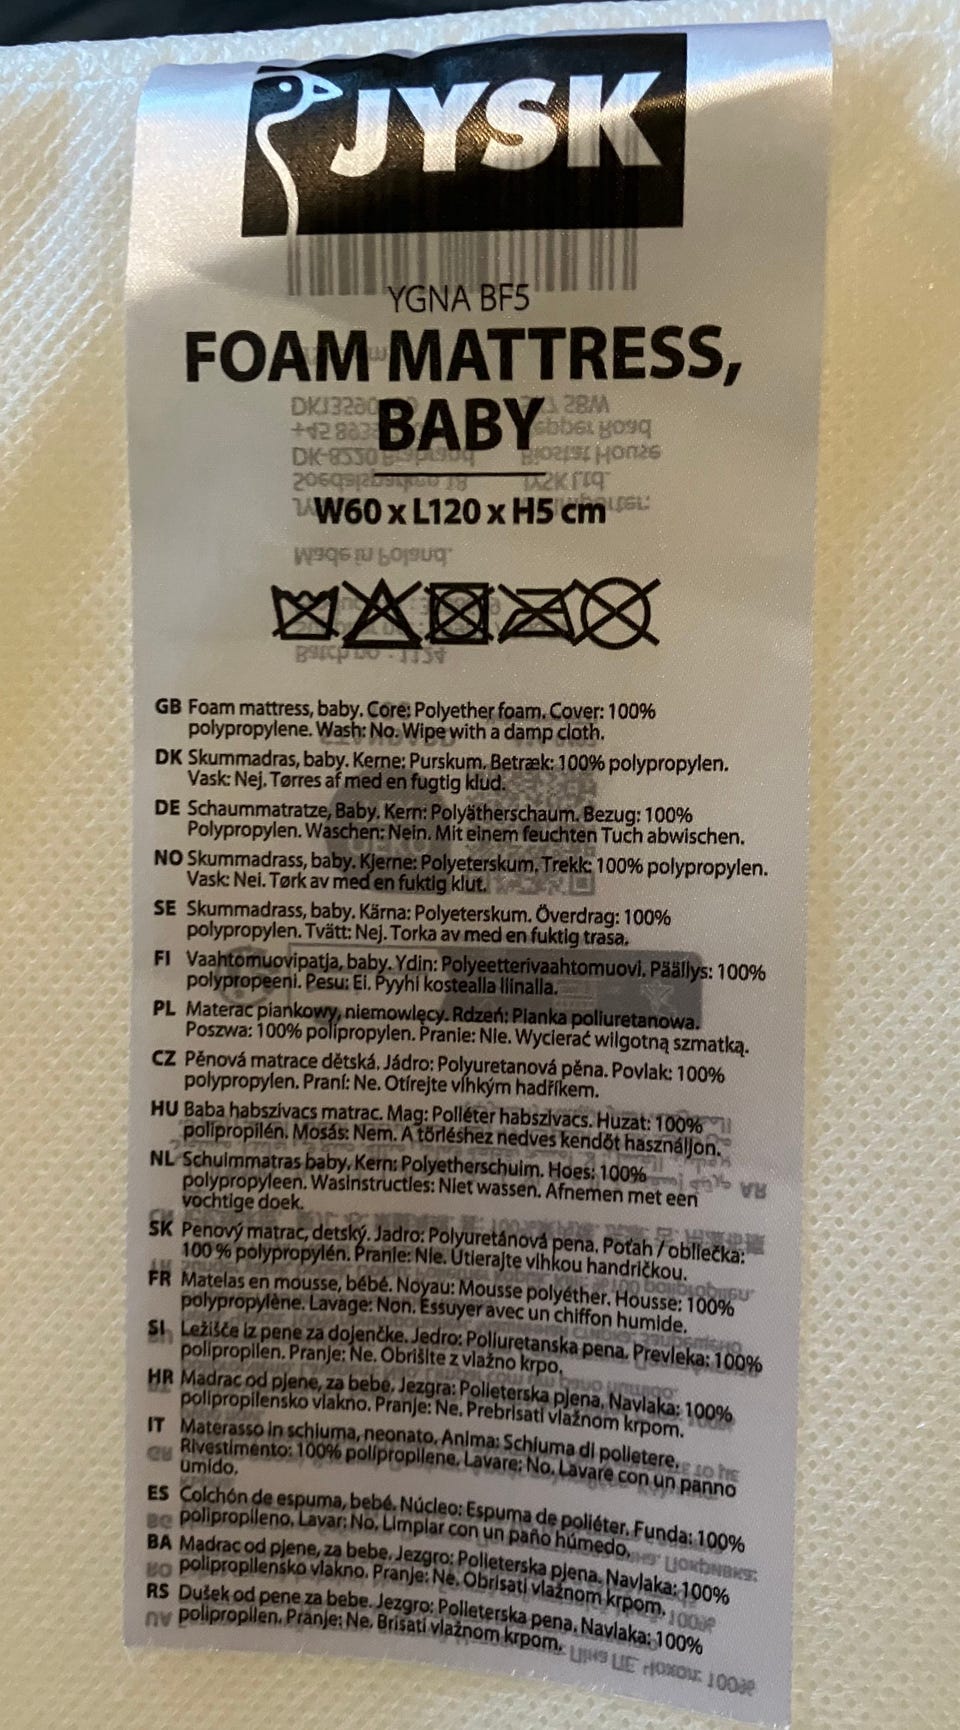 JYSK
YGNA BF5
FOAM MATTRESS,
BABY
W60 x L120 x H5 cm
Made in Poland.
Batch no.: 1124
GB Foam mattress, baby. Core: Polyether foam. Cover: 100%
polypropylene. Wash: No. Wipe with a damp cloth.
DK Skummadras, baby. Kerne: Purskum. Betræk: 100% polypropylen.
Vask: Nej. Tørres af med en fugtig klud.
DE Schaummatratze, Baby. Kern: Polyätherschaum. Bezug: 100%
Polypropylen. Waschen: Nein. Mit einem feuchten Tuch abwischen.
NO Skummadrass, baby. Kjerne: Polyeterskum. Trekk: 100% polypropylen.
Vask: Nei. Tørk av med en fuktig klut.
SE Skummadrass, baby. Kärna: Polyeterskum. Överdrag: 100%
polypropylen. Tvätt: Nej. Torka av med en fuktig trasa.
FI Vaahtomuovipatja, baby. Ydin: Polyeetterivaahtomuovi. Päällys: 100%
polypropeeni. Pesu: Ei. Pyyhi kostealla liinalla.
PL Materac piankowy, niemowlęcy. Rdzeń: Pianka poliuretanowa.
Poszwa: 100% polipropylen. Pranie: Nie. Wycierać wilgotną szmatką.
CZ Pěnová matrace dětská. Jádro: Polyuretanová pěna. Povlak: 100%
polypropylen. Praní: Ne. Otírejte vlhkým hadříkem.
HU Baba habszivacs matrac. Mag: Poliéter habszivacs. Huzat: 100%
polipropilén. Mosás: Nem. A törléshez nedves kendőt használjon.
NL Schuimmatras baby. Kern: Polyetherschuim. Hoes: 100%
polypropyleen. Wasinstructies: Niet wassen. Afnemen met een
vochtige doek.
SK Penový matrac, detský. Jadro: Polyuretánová pena. Poťah / obliečka:
100 % polypropylén. Pranie: Nie. Utierajte vlhkou handričkou.
FR Matelas en mousse, bébé. Noyau: Mousse polyéther. Housse: 100%
polypropylène. Lavage: Non. Essuyer avec un chiffon humide.
SI Ležišče iz pene za dojenčke. Jedro: Poliuretanska pena. Prevleka: 100%
polipropilen. Pranje: Ne. Obrišite z vlažno krpo.
HR Madrac od pjene, za bebe. Jezgra: Polieterska pjena. Navlaka: 100%
polipropilensko vlakno. Pranje: Ne. Prebrisati vlažnom krpom.
IT Materasso in schiuma, neonato. Anima: Schiuma di polietere.
Rivestimento: 100% polipropilene. Lavare: No. Lavare con un panno
umido.
ES Colchón de espuma, bebé. Núcleo: Espuma de poliéter. Funda: 100%
polipropileno. Lavar: No. Limpiar con un paño húmedo.
BA Madrac od pjene, za bebe. Jezgro: Polieterska pjena. Navlaka: 100%
polipropilensko vlakno. Pranje: Ne. Obrisati vlažnom krpom.
RS Dušek od pene za bebe. Jezgro: Polieterska pena. Navlaka: 100%
polipropilen. Pranje: Ne. Brisati vlažnom krpom.